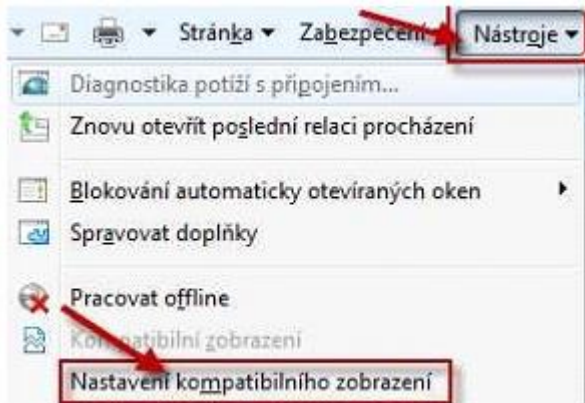 Stránka Zabezpečení Nástroje
Diagnostika potíží s připojením...
Znovu otevřít poslední relaci procházení
Blokování automaticky otevíraných oken
Spravovat doplňky
Pracovat offline
Kompatibilní zobrazení
Nastavení kompatibilního zobrazení